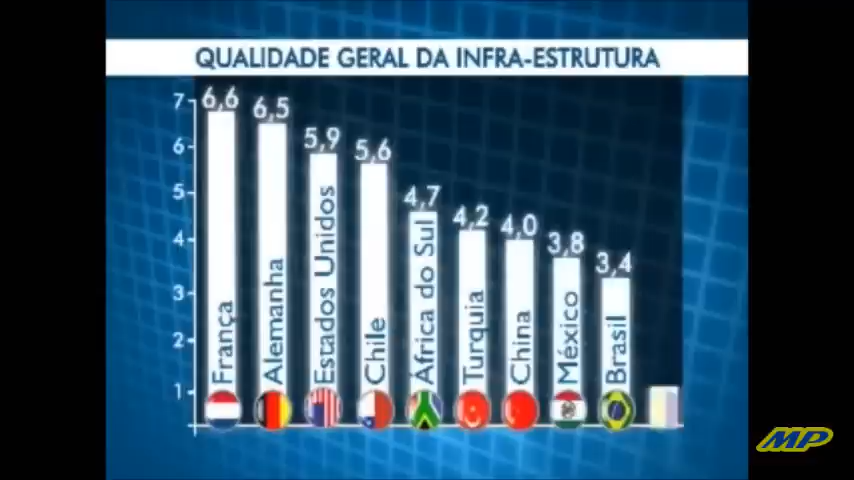 QUALIDADE GERAL DA INFRA-ESTRUTURA
7
6
5
4
3
2
1
6,6
6,5
5,9
5,6
4,7
4,2
4,0
3,8
3,4
França
Alemanha
Estados Unidos
Chile
África do Sul
Turquia
China
México
Brasil
MP